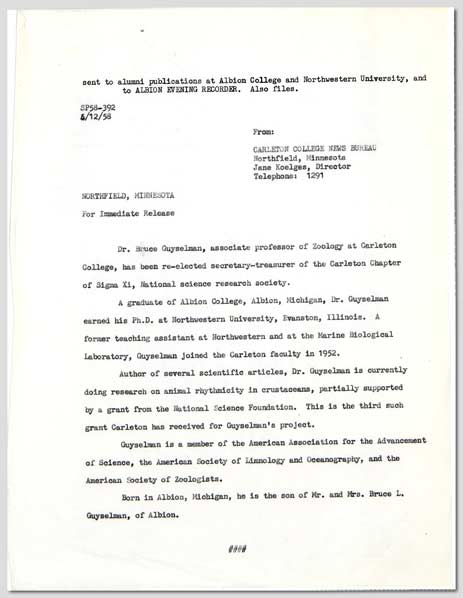 sent to alumni publications at Albion College and Northwestern University, and
to ALBION EVENING RECORDER. Also files.
SP58-392
/12/58
From:
CARLETON COLLEGE NEWS BUREAU
Northfield, Minnesota
Jane Koelges, Director
Telephone: 1291
NORTHFIELD, MINNESOTA
For Immediate Release
Dr. Bruce Guyselman, associate professor of Zoology at Carleton
College, has been re-elected secretary-treasurer of the Carleton Chapter
of Sigma Xi, National science research society.
A graduate of Albion College, Albion, Michigan, Dr. Guyselman
earned his Ph.D. at Northwestern University, Evanston, Illinois. A
former teaching assistant at Northwestern and at the Marine Biological
Laboratory, Guyselman joined the Carleton faculty in 1952.
Author of several scientific articles, Dr. Guyselman is currently
doing research on animal rhythmicity in crustaceans, partially supported
by a grant from the National Science Foundation. This is the third such
grant Carleton has received for Guyselman's project.
Guyselman is a member of the American Association for the Advancement
of Science, the American Society of Limnology and Oceanography, and the
American Society of Zoologists.
Born in Albion, Michigan, he is the son of Mr. and Mrs. Bruce L.
Guyselman, of Albion.
####